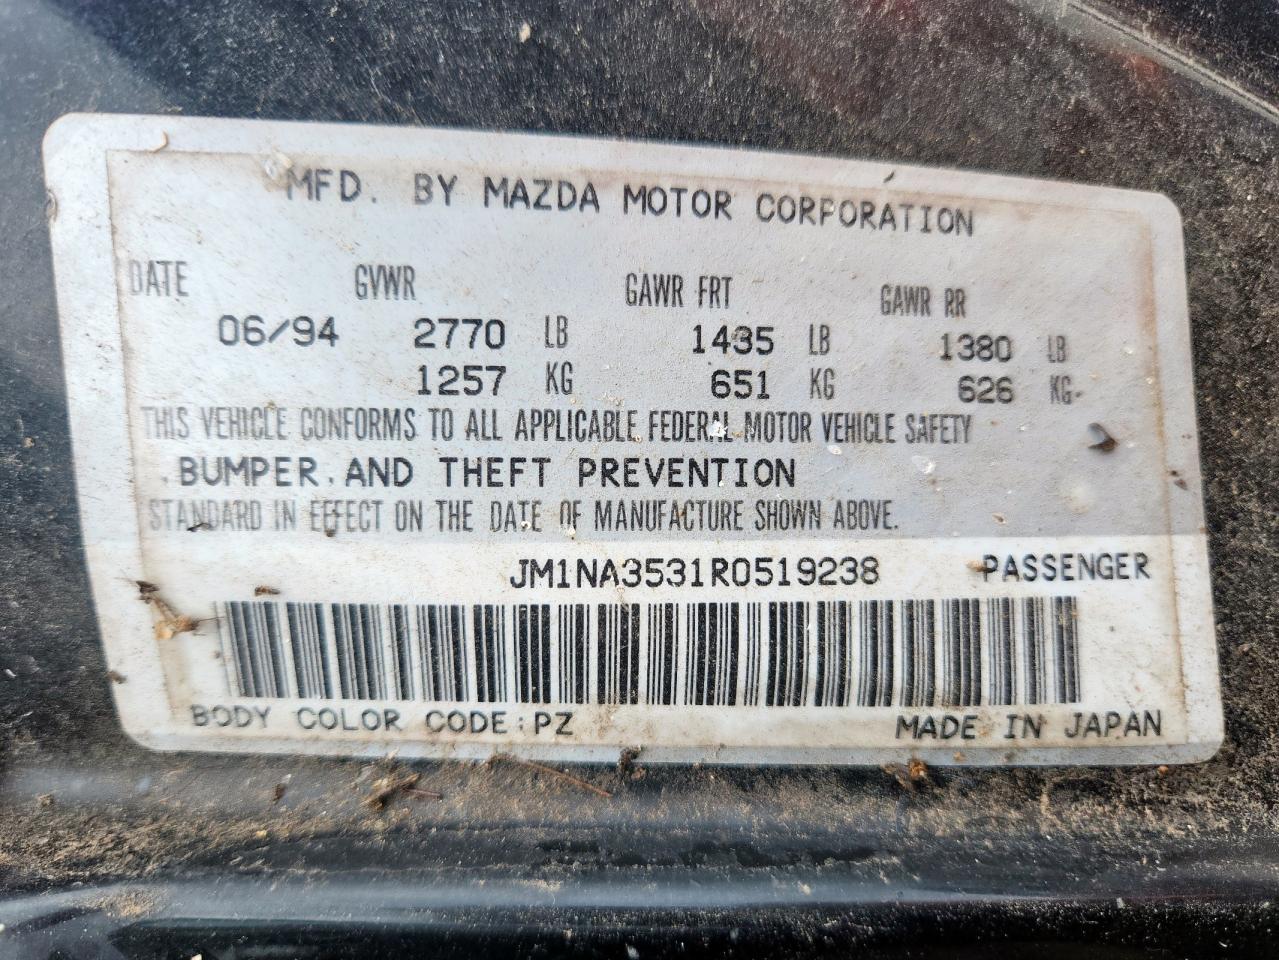 MFD. BY MAZDA MOTOR CORPORATION
DATE GVWR GAWR FRT GAWR RR
06/94 2770 LB 1435 LB 1380 LB
1257 KG 651 KG 626 KG
THIS VEHICLE CONFORMS TO ALL APPLICABLE FEDERAL MOTOR VEHICLE SAFETY
, BUMPER, AND THEFT PREVENTION
STANDARD IN EFFECT ON THE DATE OF MANUFACTURE SHOWN ABOVE.
JM1NA3531R0519238 PASSENGER
BODY COLOR CODE: PZ MADE IN JAPAN